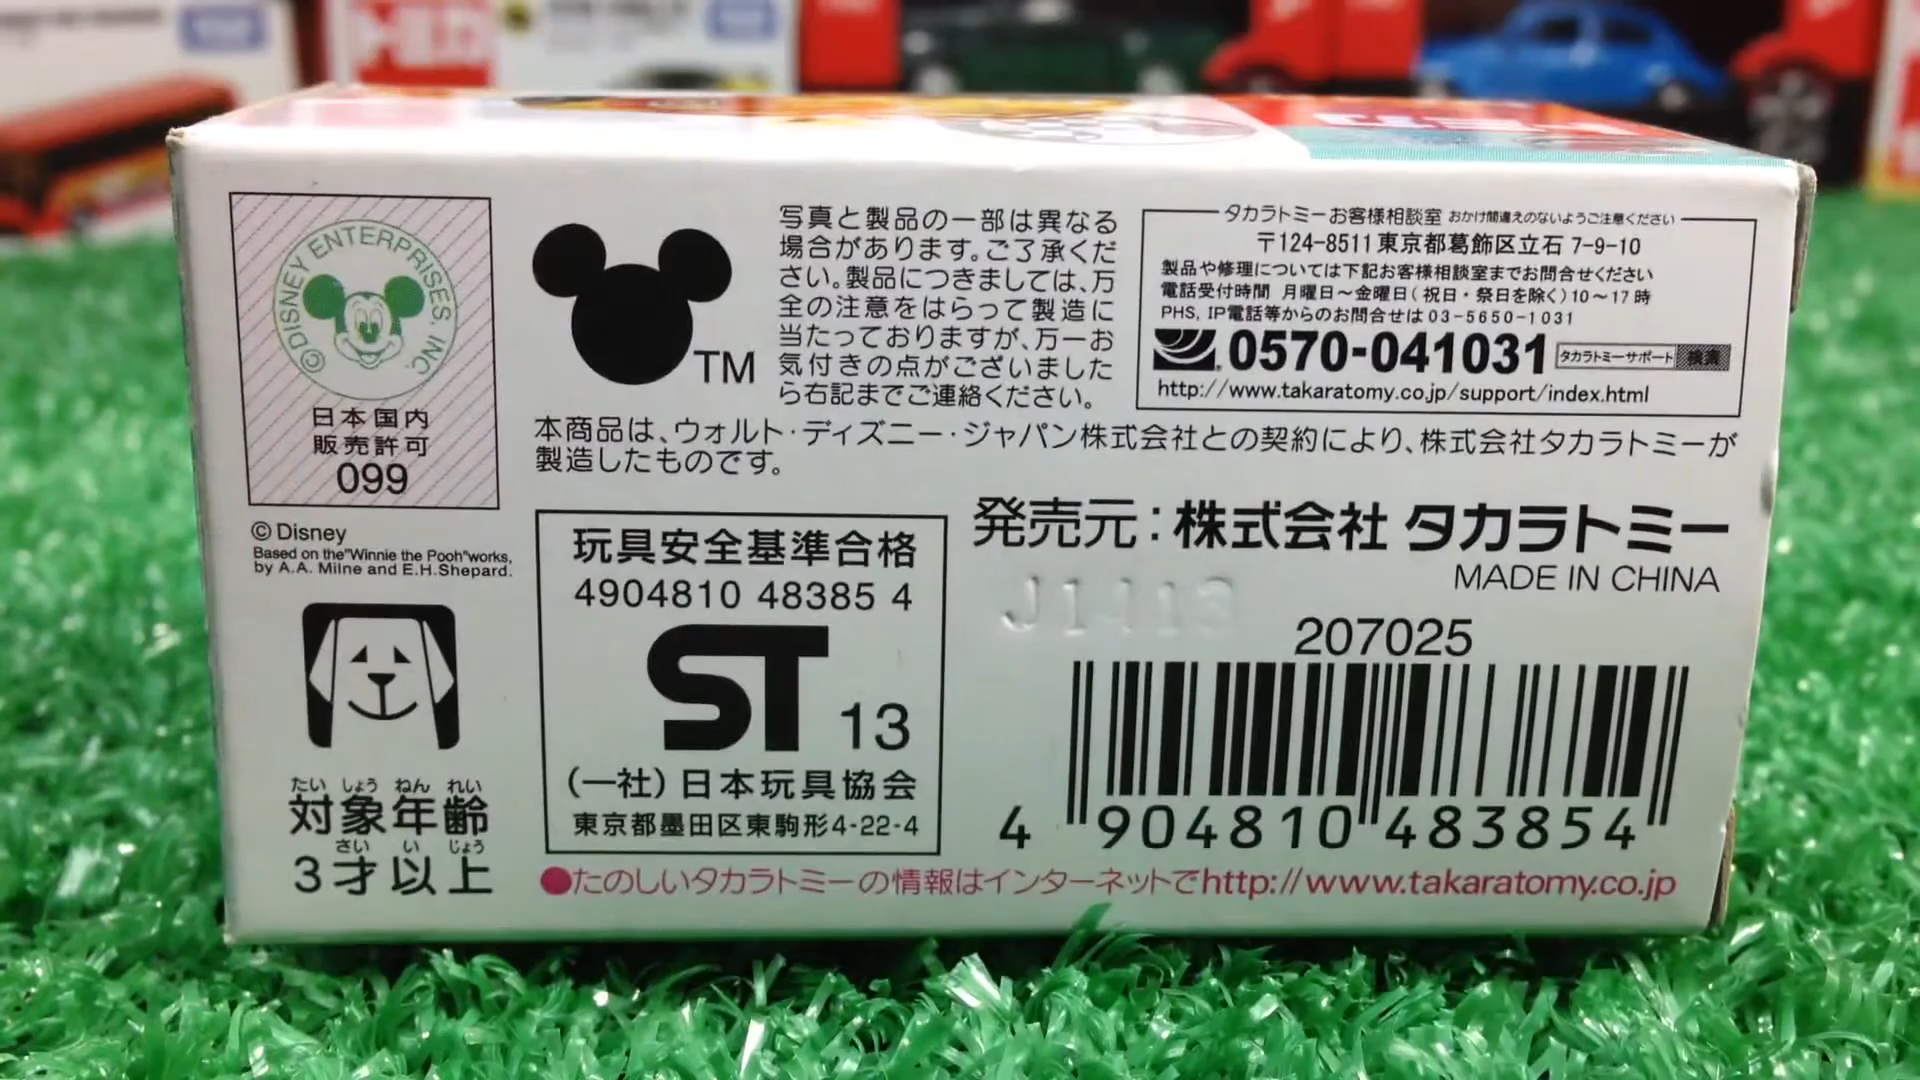 © DISNEY ENTERPRISES, INC.
日本国内
販売許可
099
© Disney
Based on the"Winnie the Pooh"works,
by A.A. Milne and E.H.Shepard.
たい しょう ねん れい
対象年齢
さい い じょう
3才以上
TM
写真と製品の一部は異なる
場合があります。ご了承くだ
さい。製品につきましては、万
全の注意をはらって製造に
当たっておりますが、万一お
気付きの点がございました
ら右記までご連絡ください。
タカラトミーお客様相談室 おかけ間違えのないようご注意ください
〒124-8511 東京都葛飾区立石 7-9-10
製品や修理については下記お客様相談室までお問合せください
電話受付時間 月曜日〜金曜日(祝日・祭日を除く)10〜17時
PHS, IP電話等からのお問合せは 03-5650-1031
0570-041031 タカラトミーサポート 検索
http://www.takaratomy.co.jp/support/index.html
本商品は、ウォルト・ディズニー・ジャパン株式会社との契約により、株式会社タカラトミーが
製造したものです。
玩具安全基準合格
4904810 48385 4
ST 13
(一社)日本玩具協会
東京都墨田区東駒形4-22-4
発売元:株式会社 タカラトミー
MADE IN CHINA
207025
4 904810 483854
●たのしいタカラトミーの情報はインターネットでhttp://www.takaratomy.co.jp